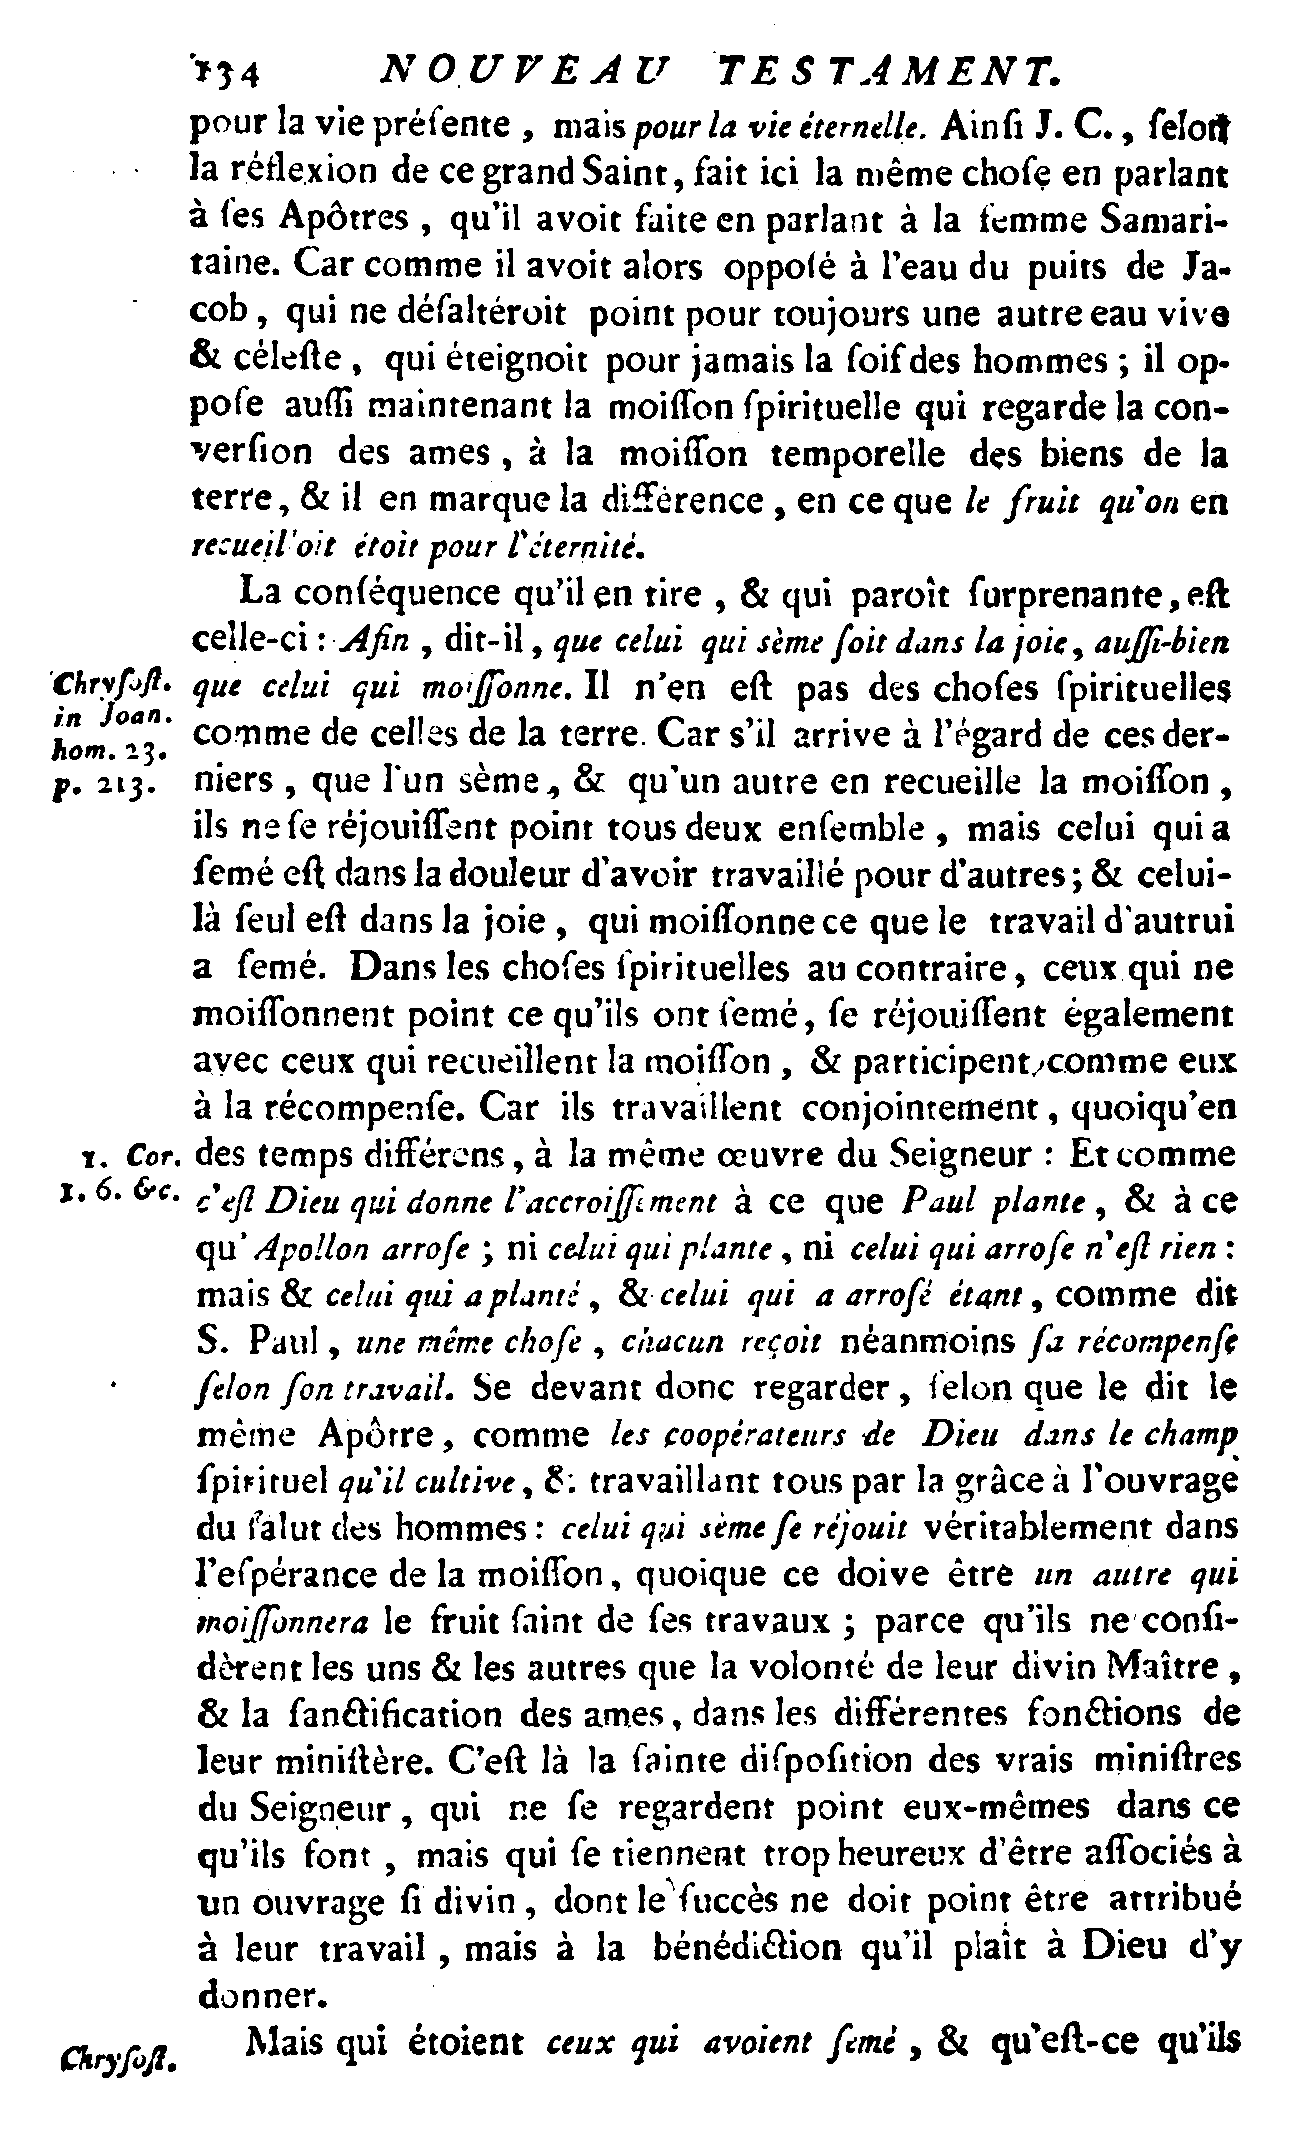 134 NOUVEAU TESTAMENT.
pour la vie préſente, mais pour la vie éternelle. Ainſi J. C., ſelon
la réflexion de ce grand Saint, fait ici la même choſe en parlant
à ſes Apôtres, qu'il avoit faite en parlant à la femme Samari-
taine. Car comme il avoit alors oppoſé à l'eau du puits de Ja-
cob, qui ne déſaltéroit point pour toujours une autre eau vive
& céleſte, qui éteignoit pour jamais la ſoif des hommes; il op-
poſe auſſi maintenant la moiſſon ſpirituelle qui regarde la con-
verſion des ames, à la moiſſon temporelle des biens de la
terre, & il en marque la différence, en ce que le fruit qu'on en
recueilloit étoit pour l'éternité.
La conſéquence qu'il en tire, & qui paroît ſurprenante, eſt
celle-ci: Afin, dit-il, que celui qui sème ſoit dans la joie, auſſi-bien
Chryſoſt. que celui qui moiſſonne. Il n'en eſt pas des choſes ſpirituelles
in Joan.
comme de celles de la terre. Car s'il arrive à l'égard de ces der-
hom. 23.
p. 213. niers, que l'un sème, & qu'un autre en recueille la moiſſon,
ils ne ſe réjouiſſent point tous deux enſemble, mais celui qui a
ſemé eſt dans la douleur d'avoir travaillé pour d'autres; & celui-
là ſeul eſt dans la joie, qui moiſſonne ce que le travail d'autrui
a ſemé. Dans les choſes ſpirituelles au contraire, ceux qui ne
moiſſonnent point ce qu'ils ont ſemé, ſe réjouiſſent également
avec ceux qui recueillent la moiſſon, & participent comme eux
à la récompenſe. Car ils travaillent conjointement, quoiqu'en
1. Cor. des temps différens, à la même œuvre du Seigneur: Et comme
1. 6. &c. c'eſt Dieu qui donne l'accroiſſement à ce que Paul plante, & à ce
qu'Apollon arroſe; ni celui qui plante, ni celui qui arroſe n'eſt rien:
mais & celui qui a planté, & celui qui a arroſé étant, comme dit
S. Paul, une même choſe, chacun reçoit néanmoins ſa récompenſe
ſelon ſon travail. Se devant donc regarder, ſelon que le dit le
même Apôtre, comme les coopérateurs de Dieu dans le champ
ſpirituel qu'il cultive, & travaillant tous par la grâce à l'ouvrage
du ſalut des hommes: celui qui sème ſe réjouit véritablement dans
l'eſpérance de la moiſſon, quoique ce doive être un autre qui
moiſſonnera le fruit ſaint de ſes travaux; parce qu'ils ne conſi-
dèrent les uns & les autres que la volonté de leur divin Maître,
& la ſanctification des ames, dans les différentes fonctions de
leur miniſtère. C'eſt là la ſainte diſpoſition des vrais miniſtres
du Seigneur, qui ne ſe regardent point eux-mêmes dans ce
qu'ils font, mais qui ſe tiennent trop heureux d'être aſſociés à
un ouvrage ſi divin, dont le ſuccès ne doit point être attribué
à leur travail, mais à la bénédiction qu'il plaît à Dieu d'y
donner.
Mais qui étoient ceux qui avoient ſemé, & qu'eſt-ce qu'ils
Chryſoſt.